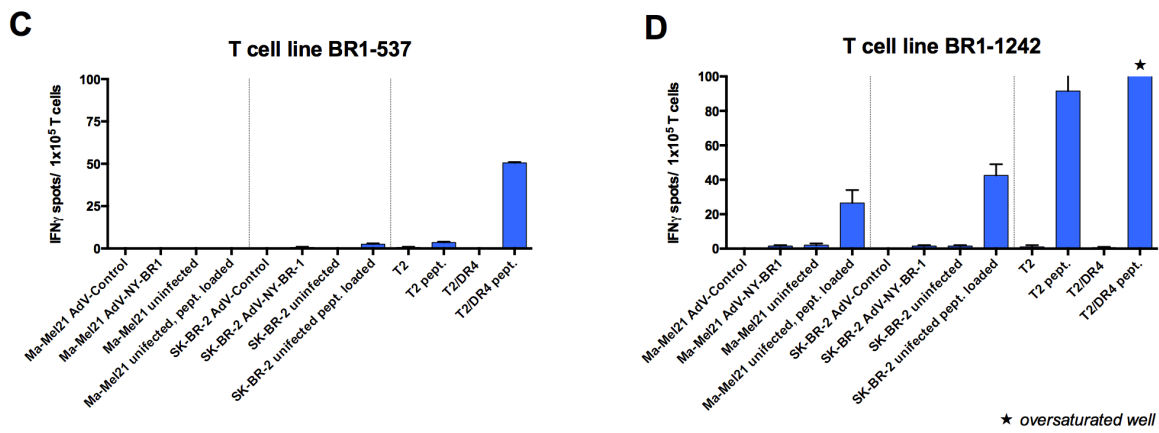 C
T cell line BR1-537
IFNγ spots/ 1x10⁵ T cells
100
75
50
25
0
Ma-Mel21 AdV-Control
Ma-Mel21 AdV-NY-BR1
Ma-Mel21 uninfected
Ma-Mel21 unifected, pept. loaded
SK-BR-2 AdV-Control
SK-BR-2 AdV-NY-BR-1
SK-BR-2 uninfected
SK-BR-2 unifected pept. loaded
T2
T2 pept.
T2/DR4
T2/DR4 pept.
D
T cell line BR1-1242
IFNγ spots/ 1x10⁵ T cells
100
80
60
40
20
0
★
Ma-Mel21 AdV-Control
Ma-Mel21 AdV-NY-BR1
Ma-Mel21 uninfected
Ma-Mel21 unifected, pept. loaded
SK-BR-2 AdV-Control
SK-BR-2 AdV-NY-BR-1
SK-BR-2 uninfected
SK-BR-2 unifected pept. loaded
T2
T2 pept.
T2/DR4
T2/DR4 pept.
★ oversaturated well